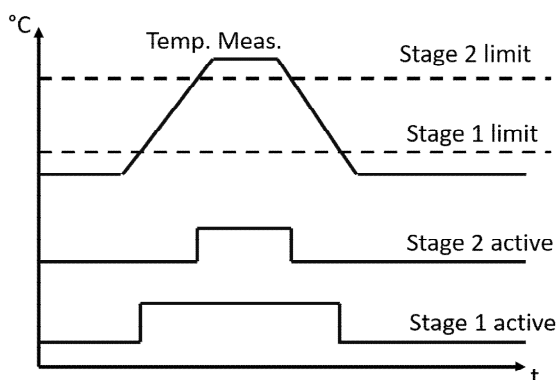 °C
Temp. Meas.
Stage 2 limit
Stage 1 limit
Stage 2 active
Stage 1 active
t